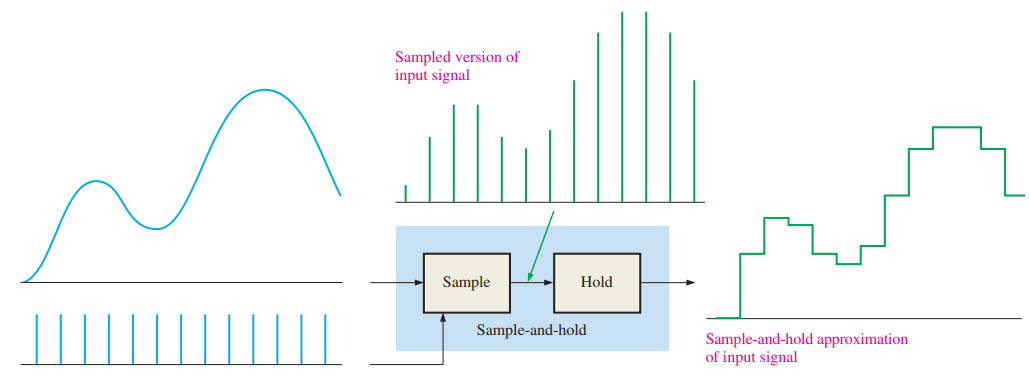 Sampled version of
input signal
Sample
Hold
Sample-and-hold
Sample-and-hold approximation
of input signal